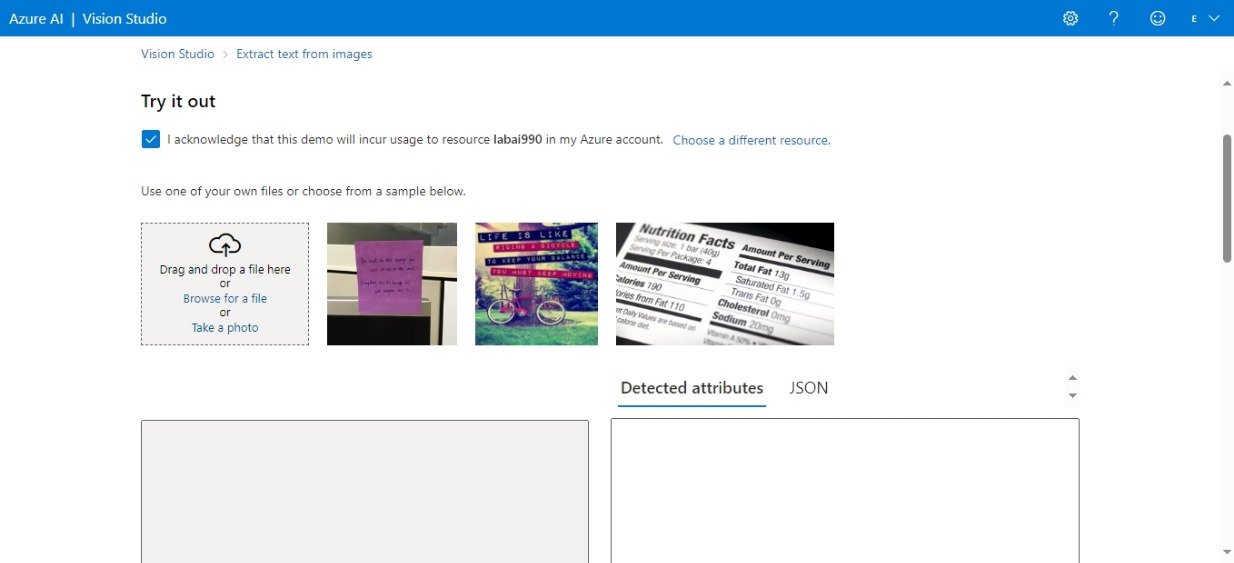 Azure AI | Vision Studio
E
Vision Studio > Extract text from images
Try it out
I acknowledge that this demo will incur usage to resource labai990 in my Azure account. Choose a different resource.
Use one of your own files or choose from a sample below.
Drag and drop a file here
or
Browse for a file
or
Take a photo
LIFE IS LIKE
RIDING A BICYCLE
TO KEEP YOUR BALANCE
YOU MUST KEEP MOVING
Nutrition Facts
Serving size: 1 bar (40g)
Serving Per Package: 4
Amount Per Serving
Calories 190
ories from Fat 110
nt Daily Values are based on
calorie diet.
Amount Per Serving
Total Fat 13g
Saturated Fat 1.5g
Trans Fat 0g
Cholesterol 0mg
Sodium 20mg
Vitamin A 50%
Detected attributes JSON